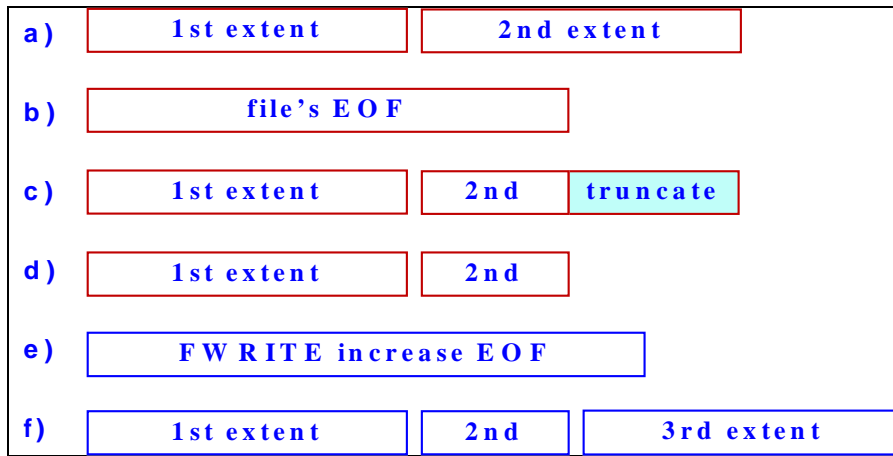 a) 1st extent 2nd extent
b) file's EOF
c) 1st extent 2nd truncate
d) 1st extent 2nd
e) FWRITE increase EOF
f) 1st extent 2nd 3rd extent